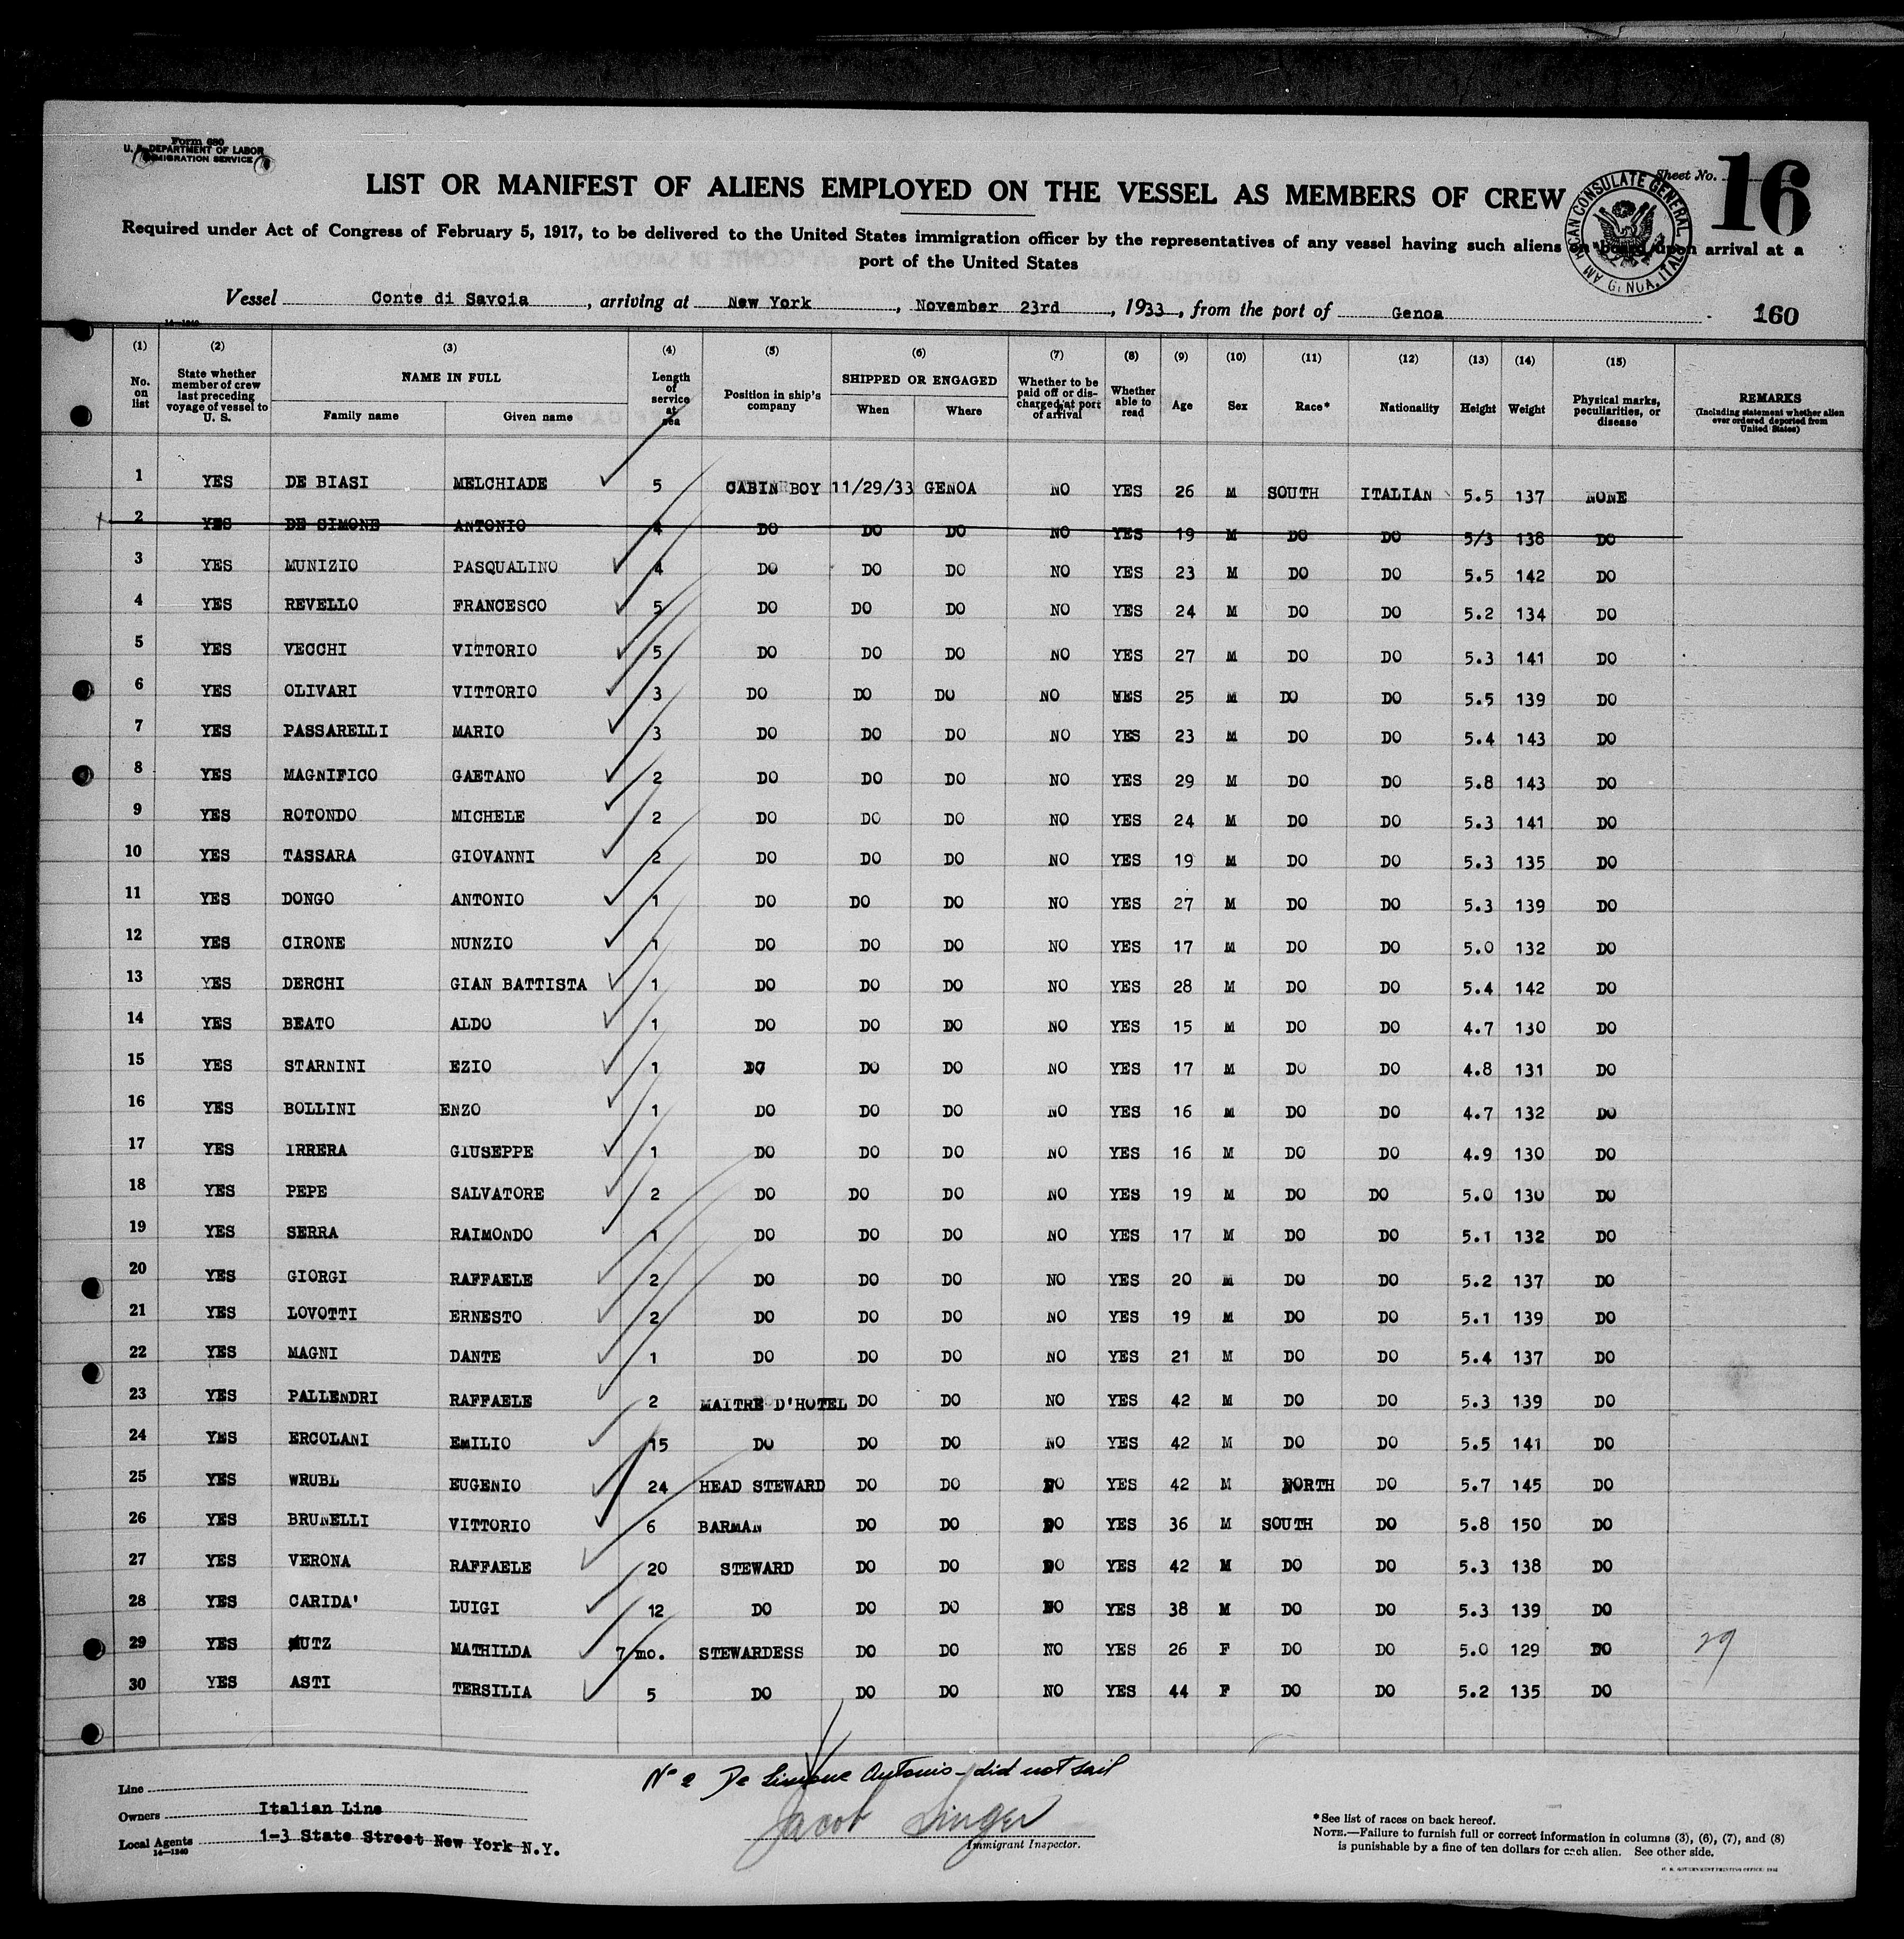 Form 680
U. S. DEPARTMENT OF LABOR
IMMIGRATION SERVICE
LIST OR MANIFEST OF ALIENS EMPLOYED ON THE VESSEL AS MEMBERS OF CREW
Sheet No. 16
AMERICAN CONSULATE GENERAL GENOA, ITALY
Required under Act of Congress of February 5, 1917, to be delivered to the United States immigration officer by the representatives of any vessel having such aliens on board upon arrival at a
port of the United States
Vessel Conte di Savoia, arriving at New York, November 23rd, 1933, from the port of Genoa
160
14—1240
(1) (2) (3) (4) (5) (6) (7) (8) (9) (10) (11) (12) (13) (14) (15)
No. on list State whether member of crew last preceding voyage of vessel to U. S. NAME IN FULL Family name Given name Length of service at sea Position in ship's company SHIPPED OR ENGAGED When Where Whether to be paid off or discharged at port of arrival Whether able to read Age Sex Race* Nationality Height Weight Physical marks, peculiarities, or disease REMARKS (Including statement whether alien ever ordered deported from United States)
1 YES DE BIASI MELCHIADE 5 CABIN BOY 11/29/33 GENOA NO YES 26 M SOUTH ITALIAN 5.5 137 NONE
2 YES DE SIMONE ANTONIO 4 DO DO DO NO YES 19 M DO DO 5/3 138 DO
3 YES MUNIZIO PASQUALINO 4 DO DO DO NO YES 23 M DO DO 5.5 142 DO
4 YES REVELLO FRANCESCO 5 DO DO DO NO YES 24 M DO DO 5.2 134 DO
5 YES VECCHI VITTORIO 5 DO DO DO NO YES 27 M DO DO 5.3 141 DO
6 YES OLIVARI VITTORIO 3 DO DO DO NO YES 25 M DO DO 5.5 139 DO
7 YES PASSARELLI MARIO 3 DO DO DO NO YES 23 M DO DO 5.4 143 DO
8 YES MAGNIFICO GAETANO 2 DO DO DO NO YES 29 M DO DO 5.8 143 DO
9 YES ROTONDO MICHELE 2 DO DO DO NO YES 24 M DO DO 5.3 141 DO
10 YES TASSARA GIOVANNI 2 DO DO DO NO YES 19 M DO DO 5.3 135 DO
11 YES DONGO ANTONIO 1 DO DO DO NO YES 27 M DO DO 5.3 139 DO
12 YES CIRONE NUNZIO 1 DO DO DO NO YES 17 M DO DO 5.0 132 DO
13 YES DERCHI GIAN BATTISTA 1 DO DO DO NO YES 28 M DO DO 5.4 142 DO
14 YES BEATO ALDO 1 DO DO DO NO YES 15 M DO DO 4.7 130 DO
15 YES STARNINI EZIO 1 DO DO DO NO YES 17 M DO DO 4.8 131 DO
16 YES BOLLINI ENZO 1 DO DO DO NO YES 16 M DO DO 4.7 132 DO
17 YES IRRERA GIUSEPPE 1 DO DO DO NO YES 16 M DO DO 4.9 130 DO
18 YES PEPE SALVATORE 2 DO DO DO NO YES 19 M DO DO 5.0 130 DO
19 YES SERRA RAIMONDO 1 DO DO DO NO YES 17 M DO DO 5.1 132 DO
20 YES GIORGI RAFFAELE 2 DO DO DO NO YES 20 M DO DO 5.2 137 DO
21 YES LOVOTTI ERNESTO 2 DO DO DO NO YES 19 M DO DO 5.1 139 DO
22 YES MAGNI DANTE 1 DO DO DO NO YES 21 M DO DO 5.4 137 DO
23 YES PALLENDRI RAFFAELE 2 MAITRE D'HOTEL DO DO NO YES 42 M DO DO 5.3 139 DO
24 YES ERCOLANI EMILIO 15 DO DO DO NO YES 42 M DO DO 5.5 141 DO
25 YES WRUBL EUGENIO 24 HEAD STEWARD DO DO NO YES 42 M NORTH DO 5.7 145 DO
26 YES BRUNELLI VITTORIO 6 BARMAN DO DO NO YES 36 M SOUTH DO 5.8 150 DO
27 YES VERONA RAFFAELE 20 STEWARD DO DO NO YES 42 M DO DO 5.3 138 DO
28 YES CARIDA' LUIGI 12 DO DO DO NO YES 38 M DO DO 5.3 139 DO
29 YES MUTZ MATHILDA 7 mo. STEWARDESS DO DO NO YES 26 F DO DO 5.0 129 DO 29
30 YES ASTI TERSILIA 5 DO DO DO NO YES 44 F DO DO 5.2 135 DO
No 2 De Simone Antonio - did not sail
Line
Owners Italian Line
Local Agents 1-3 State Street New York N.Y.
14—1240
Jacob Singer
Immigrant Inspector.
*See list of races on back hereof.
NOTE.—Failure to furnish full or correct information in columns (3), (6), (7), and (8)
is punishable by a fine of ten dollars for each alien. See other side.